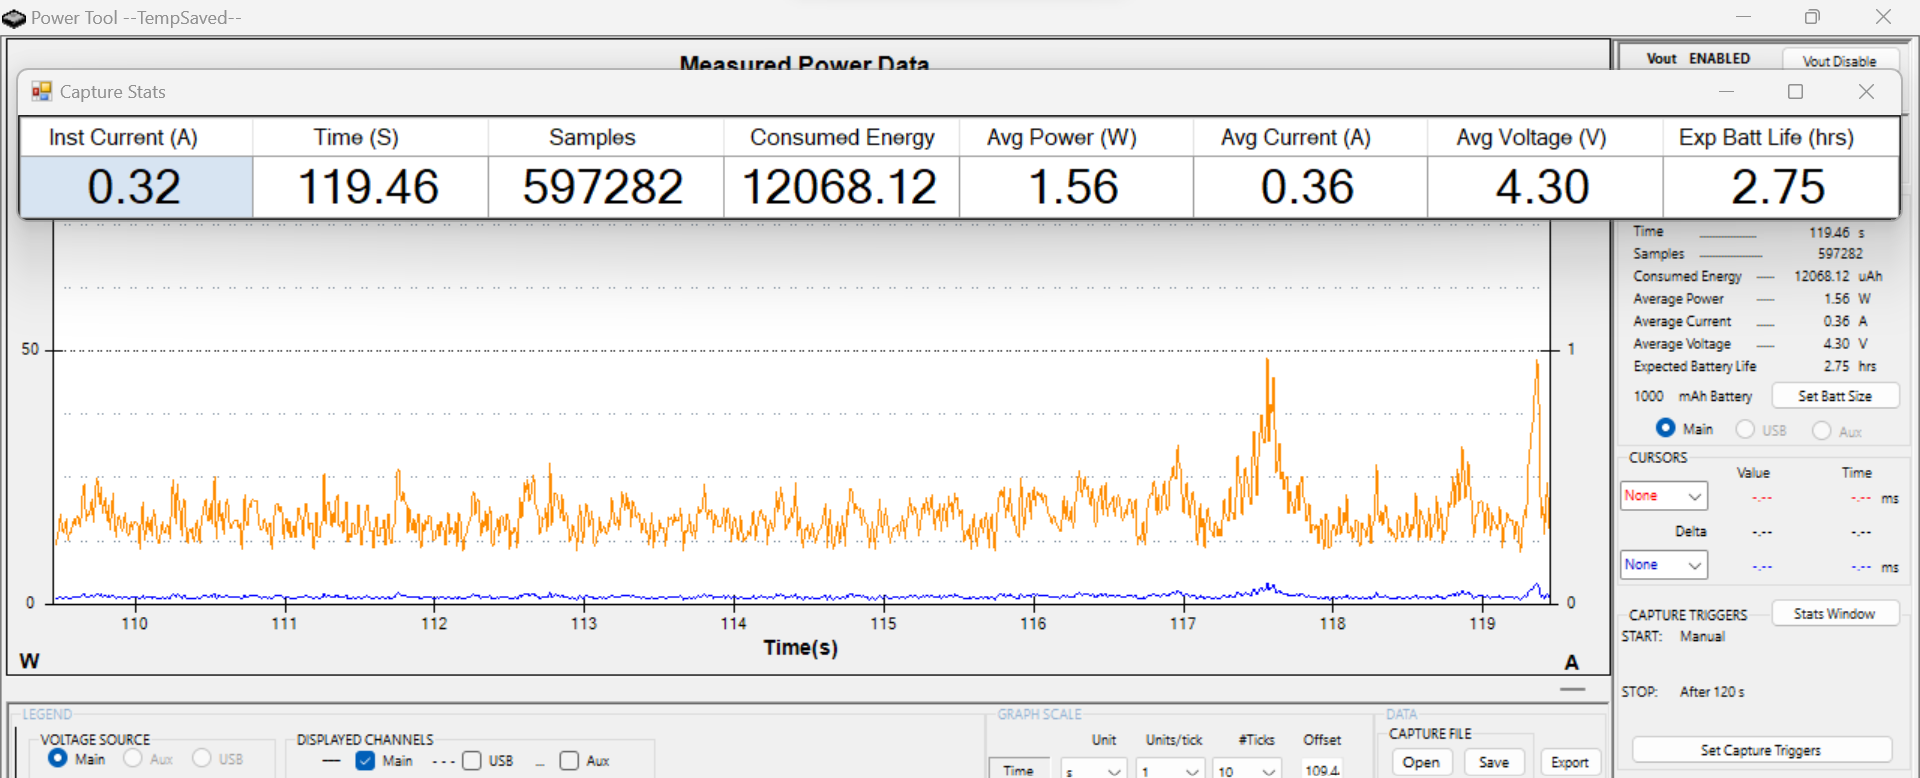 Power Tool --TempSaved--
Measured Power Data
Vout ENABLED
Vout Disable
Capture Stats
Inst Current (A) Time (S) Samples Consumed Energy Avg Power (W) Avg Current (A) Avg Voltage (V) Exp Batt Life (hrs)
0.32 119.46 597282 12068.12 1.56 0.36 4.30 2.75
Time 119.46 s
Samples 597282
Consumed Energy 12068.12 uAh
Average Power 1.56 W
Average Current 0.36 A
Average Voltage 4.30 V
Expected Battery Life 2.75 hrs
1000 mAh Battery Set Batt Size
Main USB Aux
50 1
0 0
110 111 112 113 114 115 116 117 118 119
Time(s)
W A
CURSORS
Value Time
None -.-- -.-- ms
Delta -.-- -.--
None -.-- -.-- ms
CAPTURE TRIGGERS Stats Window
START: Manual
STOP: After 120 s
Set Capture Triggers
LEGEND
VOLTAGE SOURCE
Main Aux USB
DISPLAYED CHANNELS
Main USB Aux
GRAPH SCALE
Unit Units/tick #Ticks Offset
Time s 1 10 109.4
DATA
CAPTURE FILE
Open Save Export